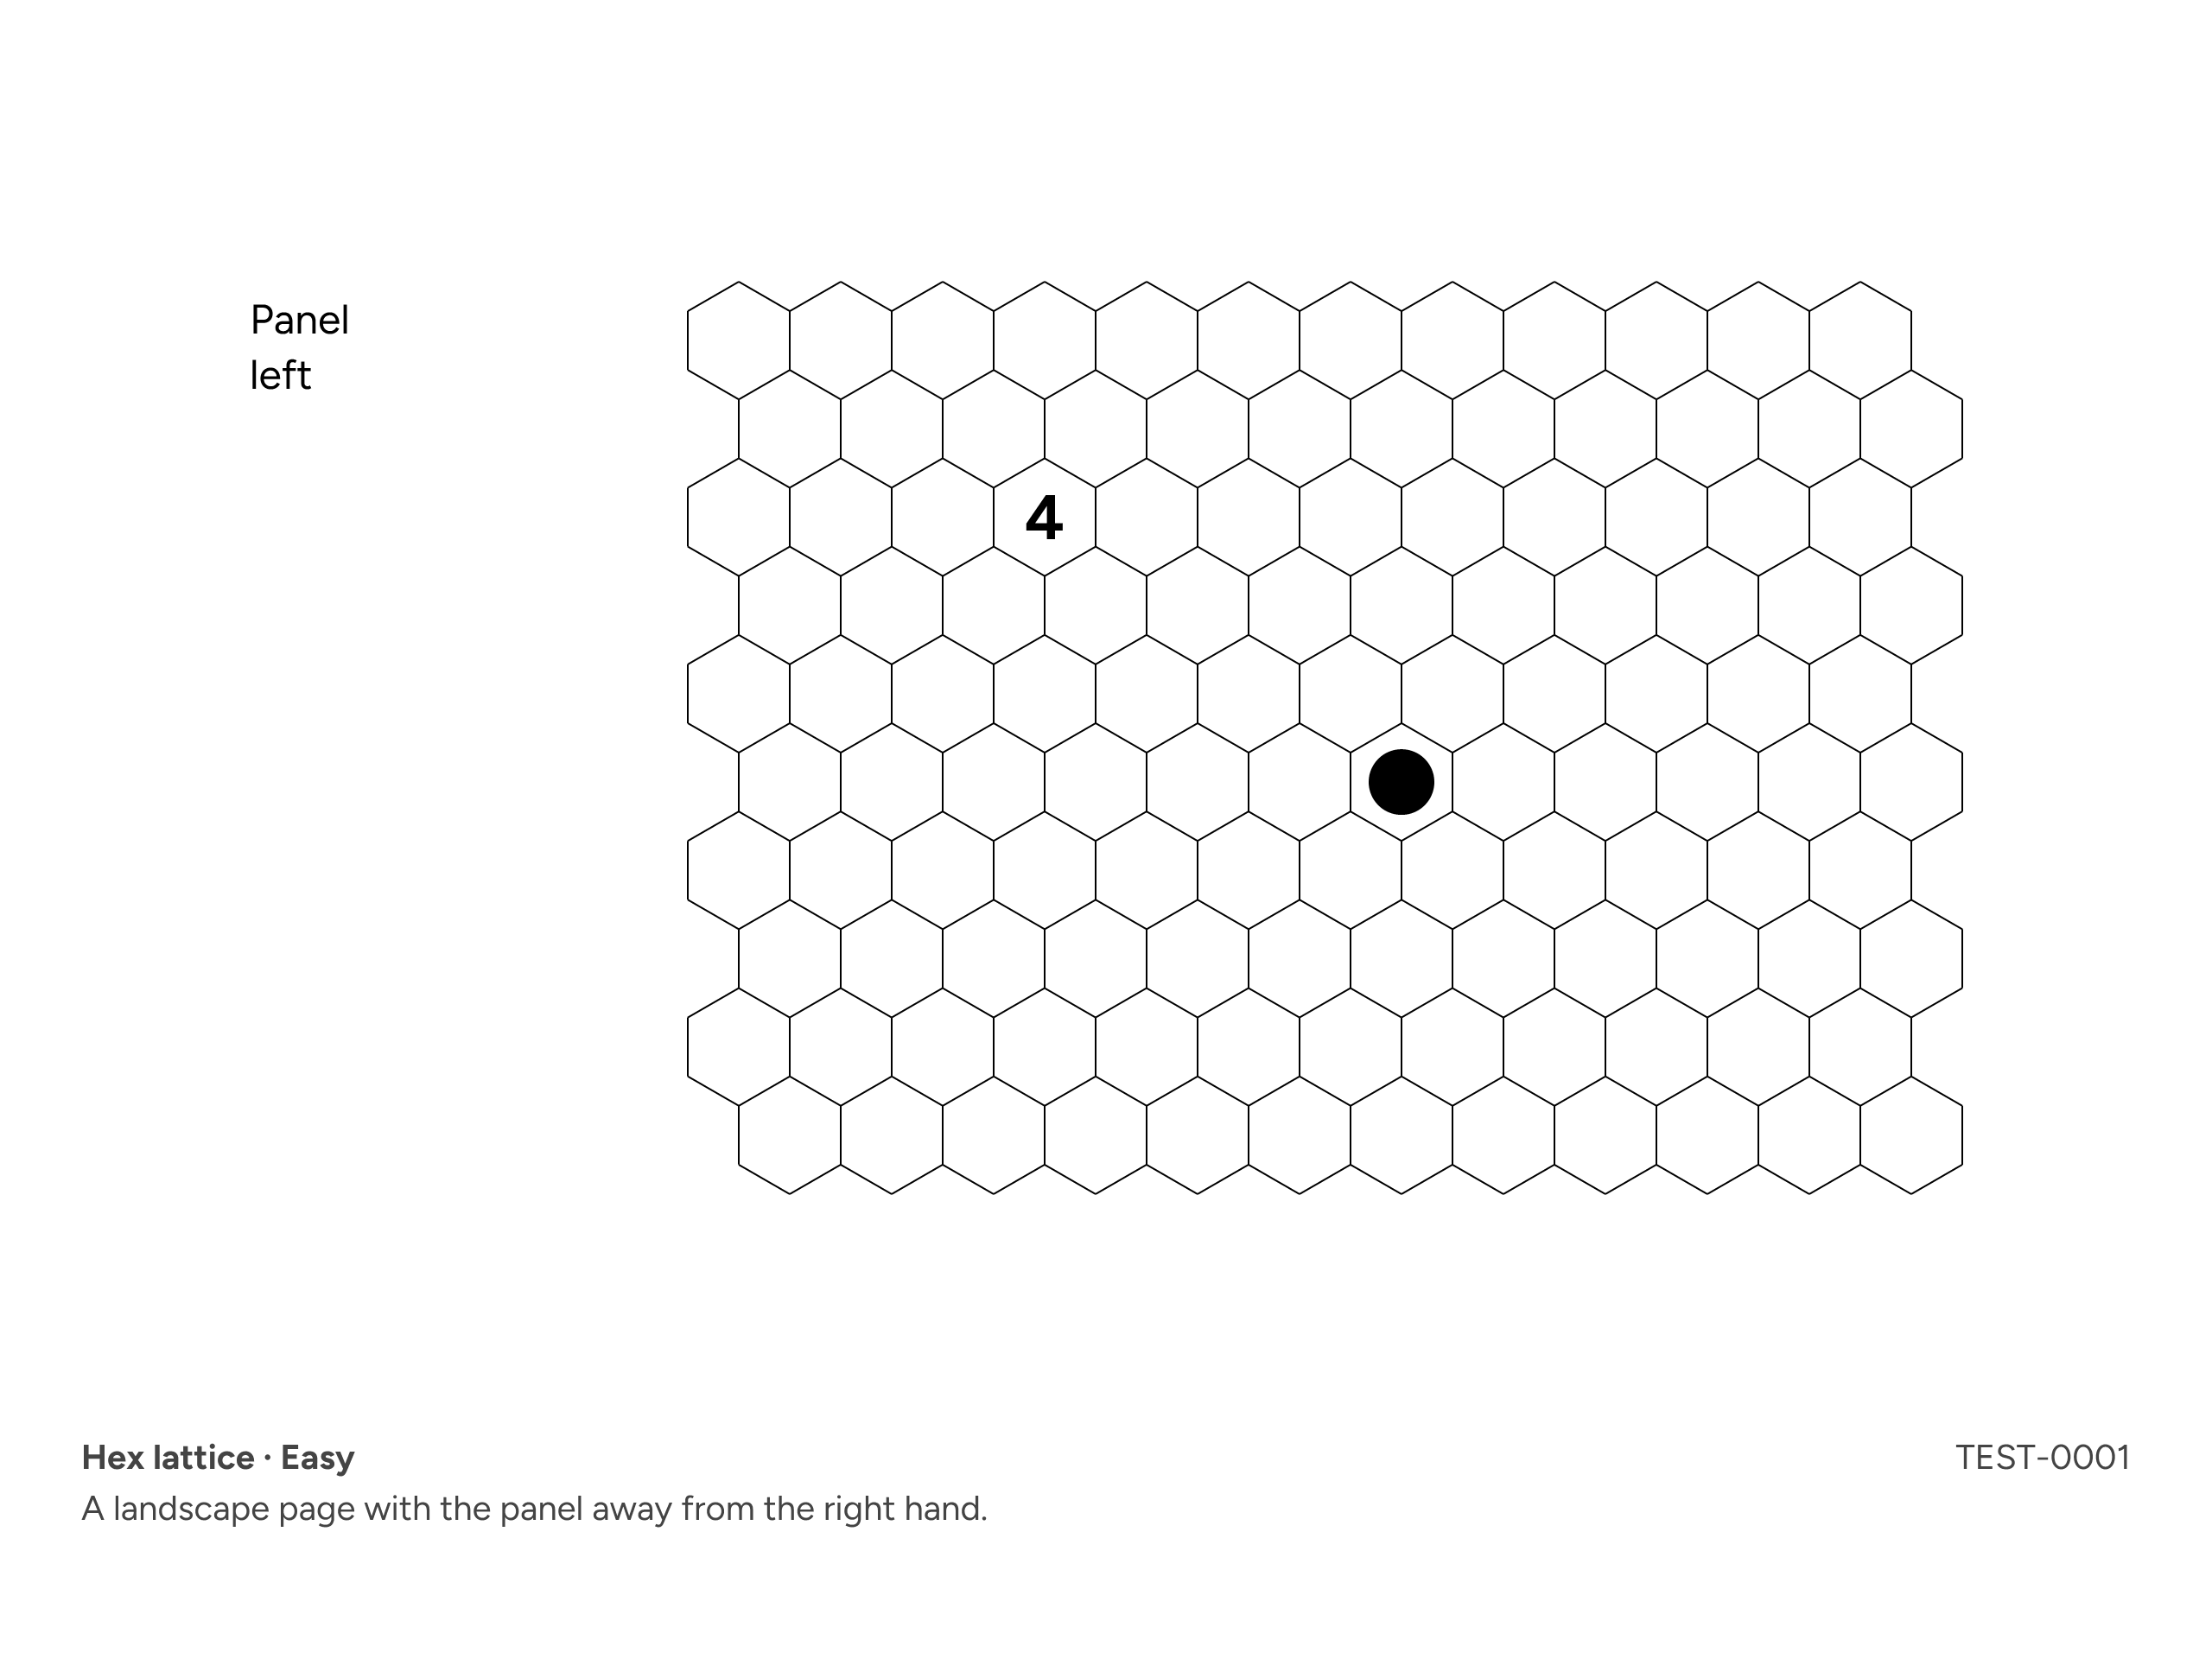 Panel
left
4
Hex lattice · Easy
TEST-0001
A landscape page with the panel away from the right hand.